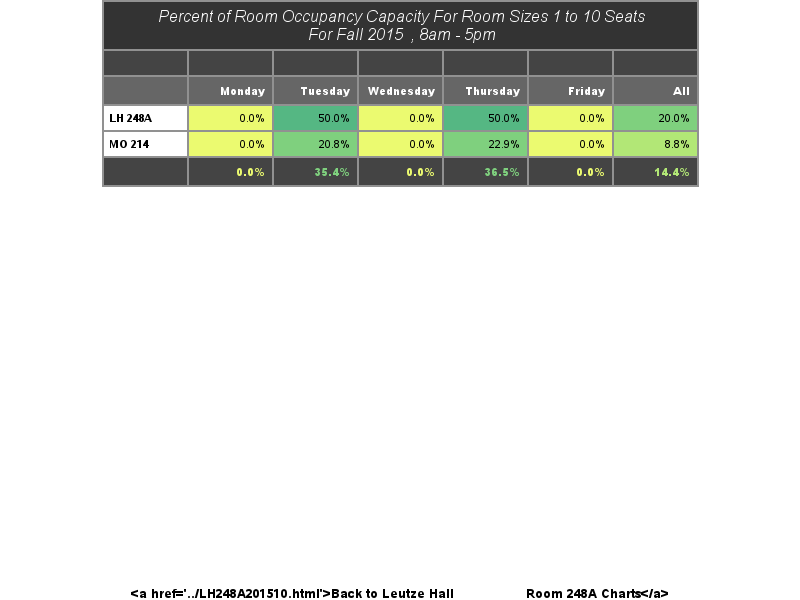 Percent of Room Occupancy Capacity For Room Sizes 1 to 10 Seats
For Fall 2015 , 8am - 5pm
Monday Tuesday Wednesday Thursday Friday All
LH 248A 0.0% 50.0% 0.0% 50.0% 0.0% 20.0%
MO 214 0.0% 20.8% 0.0% 22.9% 0.0% 8.8%
0.0% 35.4% 0.0% 36.5% 0.0% 14.4%
<a href='../LH248A201510.html'>Back to Leutze Hall Room 248A Charts</a>